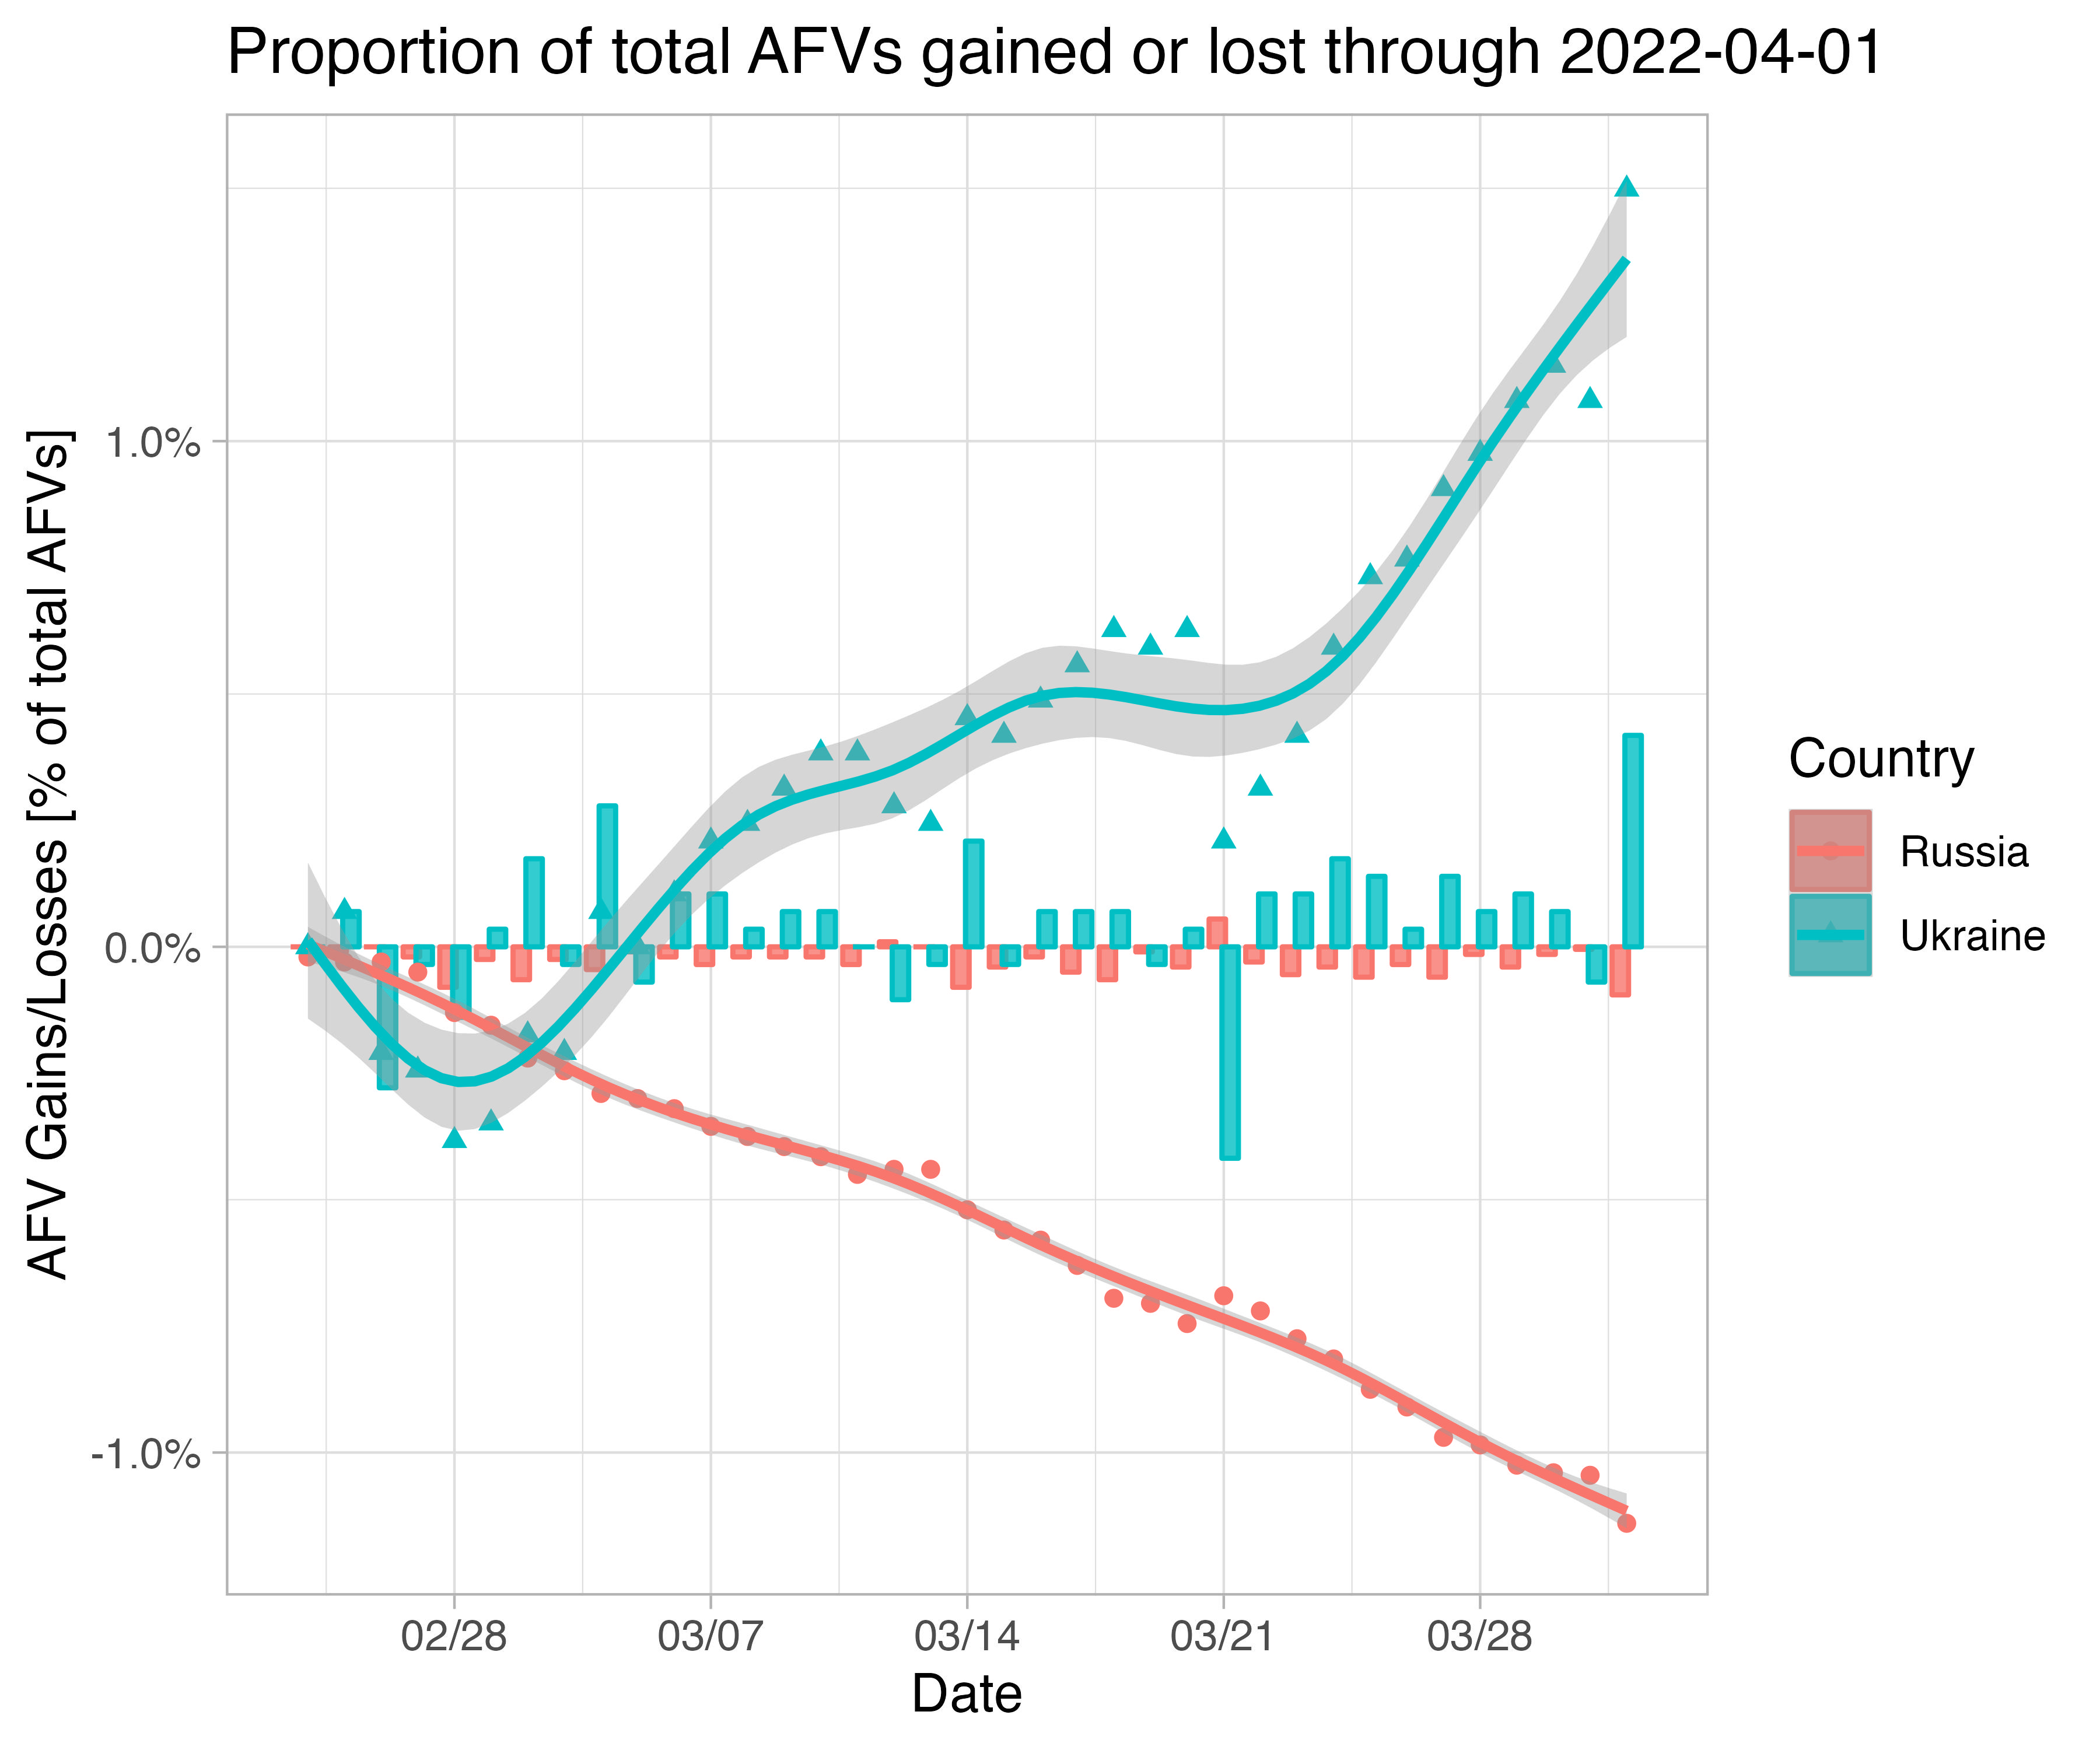 Proportion of total AFVs gained or lost through 2022-04-01
AFV Gains/Losses [% of total AFVs]
1.0%
0.0%
-1.0%
02/28
03/07
03/14
03/21
03/28
Date
Country
Russia
Ukraine